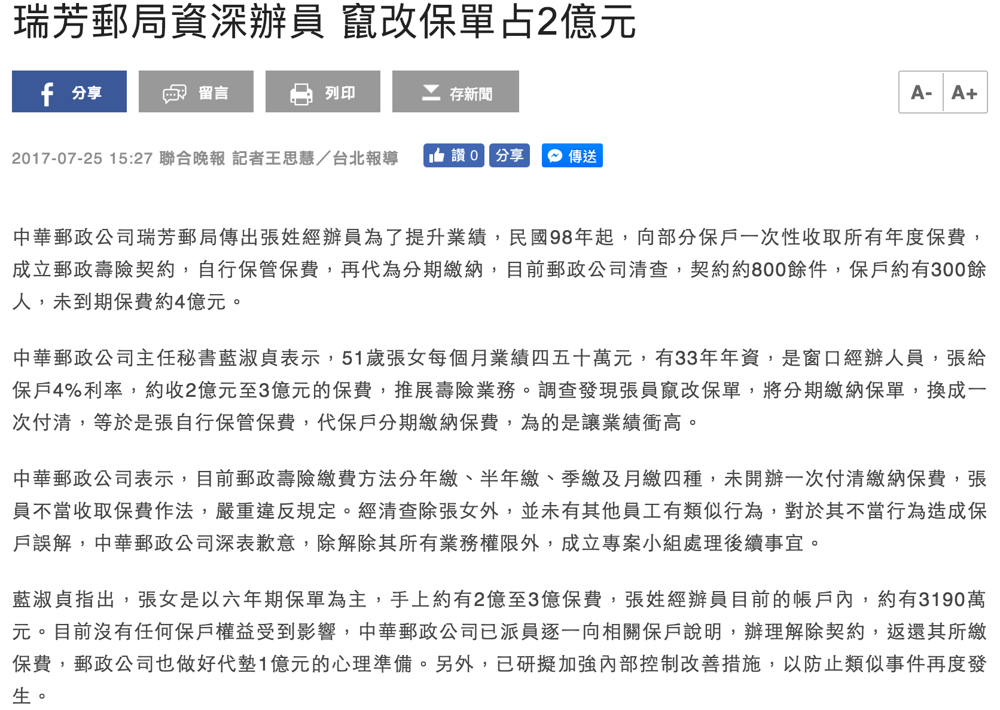 瑞芳郵局資深辦員 竄改保單占2億元
分享 留言 列印 存新聞 A- A+
2017-07-25 15:27 聯合晚報 記者王思慧／台北報導 讚 0 分享 傳送
中華郵政公司瑞芳郵局傳出張姓經辦員為了提升業績，民國98年起，向部分保戶一次性收取所有年度保費，
成立郵政壽險契約，自行保管保費，再代為分期繳納，目前郵政公司清查，契約約800餘件，保戶約有300餘
人，未到期保費約4億元。
中華郵政公司主任秘書藍淑貞表示，51歲張女每個月業績四五十萬元，有33年年資，是窗口經辦人員，張給
保戶4%利率，約收2億元至3億元的保費，推展壽險業務。調查發現張員竄改保單，將分期繳納保單，換成一
次付清，等於是張自行保管保費，代保戶分期繳納保費，為的是讓業績衝高。
中華郵政公司表示，目前郵政壽險繳費方法分年繳、半年繳、季繳及月繳四種，未開辦一次付清繳納保費，張
員不當收取保費作法，嚴重違反規定。經清查除張女外，並未有其他員工有類似行為，對於其不當行為造成保
戶誤解，中華郵政公司深表歉意，除解除其所有業務權限外，成立專案小組處理後續事宜。
藍淑貞指出，張女是以六年期保單為主，手上約有2億至3億保費，張姓經辦員目前的帳戶內，約有3190萬
元。目前沒有任何保戶權益受到影響，中華郵政公司已派員逐一向相關保戶說明，辦理解除契約，返還其所繳
保費，郵政公司也做好代墊1億元的心理準備。另外，已研擬加強內部控制改善措施，以防止類似事件再度發
生。